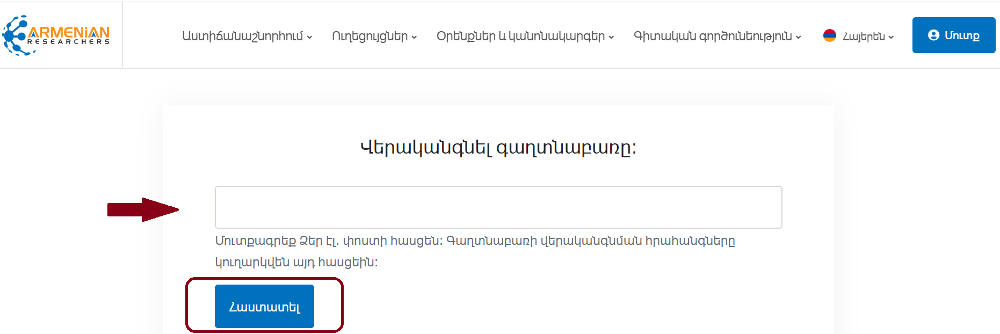 ARMENiAN
RESEARCHERS
Աստիճանաշնորհում
Ուղեցույցներ
Օրենքներ և կանոնակարգեր
Գիտական գործունեություն
Հայերեն
Մուտք
Վերականգնել գաղտնաբառը:
Մուտքագրեք Ձեր էլ. փոստի հասցեն: Գաղտնաբառի վերականգնման հրահանգները
կուղարկվեն այդ հասցեին:
Հաստատել